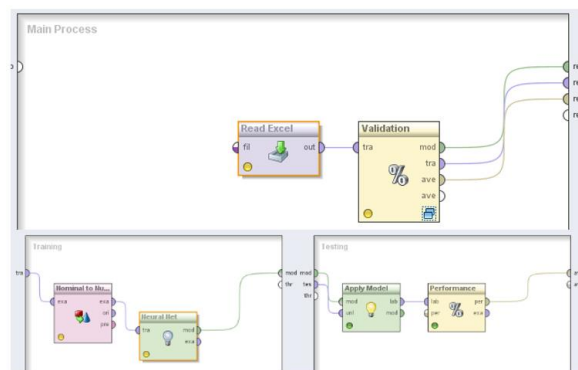 Main Process
Read Excel
fil
out
Validation
tra
mod
tra
ave
ave
Training
tra
Nominal to Nu...
exa
exa
ori
pre
Neural Net
tra
mod
exa
mod
thr
Testing
mod
tes
thr
Apply Model
mod
unl
lab
mod
Performance
lab
per
per
exa